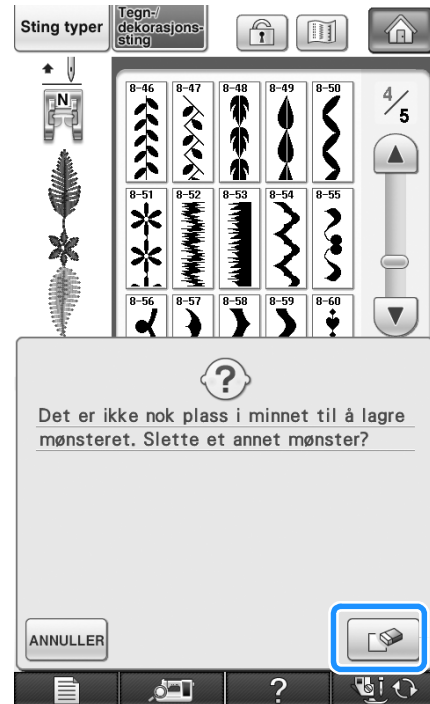 Sting typer
Tegn-/
dekorasjons-
sting
N
8-46 8-47 8-48 8-49 8-50
4/5
8-51 8-52 8-53 8-54 8-55
8-56 8-57 8-58 8-59 8-60
?
Det er ikke nok plass i minnet til å lagre
mønsteret. Slette et annet mønster?
ANNULLER
?